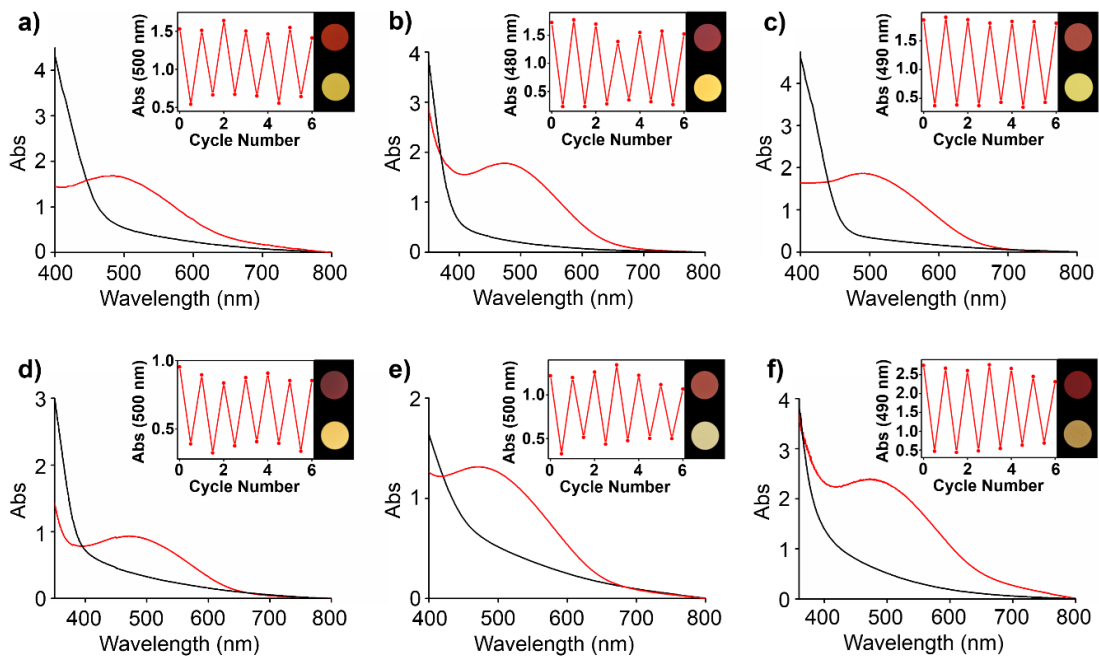 a)
Abs (500 nm)
1.5
1.0
0.5
0 2 4 6
Cycle Number
Abs
4
3
2
1
0
400 500 600 700 800
Wavelength (nm)
b)
Abs (480 nm)
1.5
1.0
0.5
0 2 4 6
Cycle Number
Abs
4
3
2
1
0
400 500 600 700 800
Wavelength (nm)
c)
Abs (490 nm)
1.5
1.0
0.5
0 2 4 6
Cycle Number
Abs
5
4
3
2
1
0
400 500 600 700 800
Wavelength (nm)
d)
Abs (500 nm)
1.0
0.5
0 2 4 6
Cycle Number
Abs
3
2
1
0
400 500 600 700 800
Wavelength (nm)
e)
Abs (500 nm)
1.0
0.5
0 2 4 6
Cycle Number
Abs
2
1
0
400 500 600 700 800
Wavelength (nm)
f)
Abs (490 nm)
2.5
2.0
1.5
1.0
0.5
0 2 4 6
Cycle Number
Abs
4
3
2
1
0
400 500 600 700 800
Wavelength (nm)